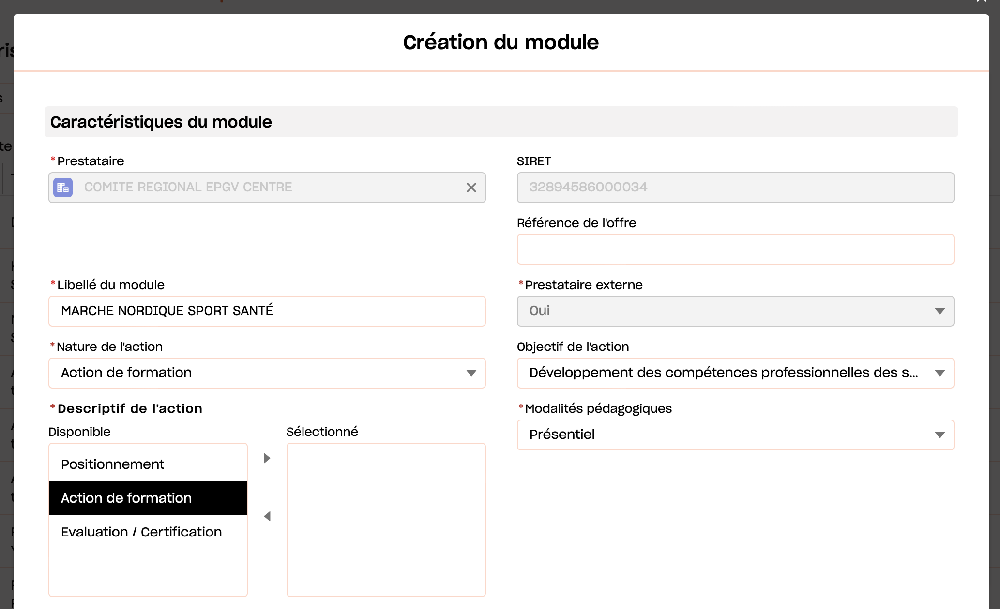 Création du module
Caractéristiques du module
*Prestataire
COMITE REGIONAL EPGV CENTRE
SIRET
32894586000034
Référence de l'offre
*Libellé du module
MARCHE NORDIQUE SPORT SANTÉ
*Prestataire externe
Oui
*Nature de l'action
Action de formation
Objectif de l'action
Développement des compétences professionnelles des s...
*Descriptif de l'action
Disponible
Positionnement
Action de formation
Evaluation / Certification
Sélectionné
*Modalités pédagogiques
Présentiel